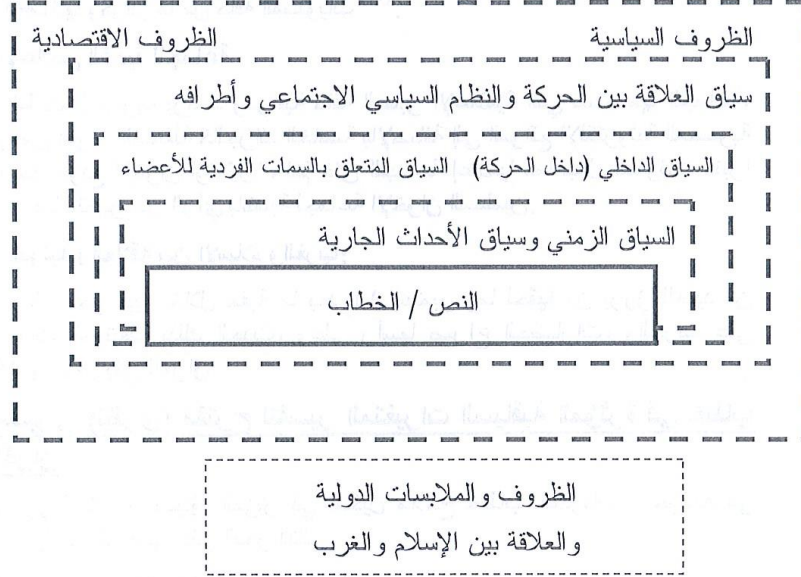 الظروف السياسية الظروف الاقتصادية
سياق العلاقة بين الحركة والنظام السياسي الاجتماعي وأطرافه
السياق الداخلي (داخل الحركة) السياق المتعلق بالسمات الفردية للأعضاء
السياق الزمني وسياق الأحداث الجارية
النص / الخطاب
الظروف والملابسات الدولية
والعلاقة بين الإسلام والغرب